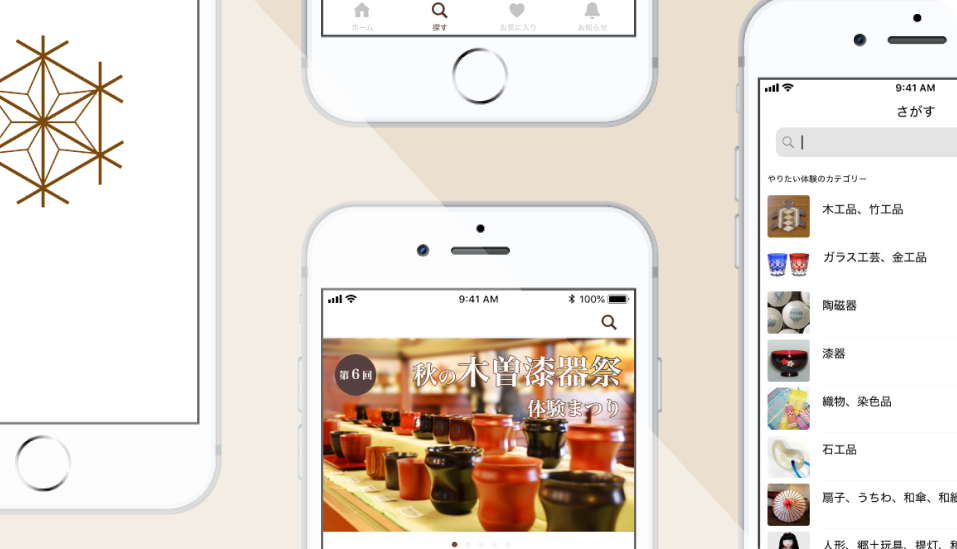 ホーム
探す
お気に入り
お知らせ
9:41 AM
100%
第6回
秋の木曽漆器祭
体験まつり
9:41 AM
さがす
やりたい体験のカテゴリー
木工品、竹工品
ガラス工芸、金工品
陶磁器
漆器
織物、染色品
石工品
扇子、うちわ、和傘、和
人形、郷土玩具、提灯、